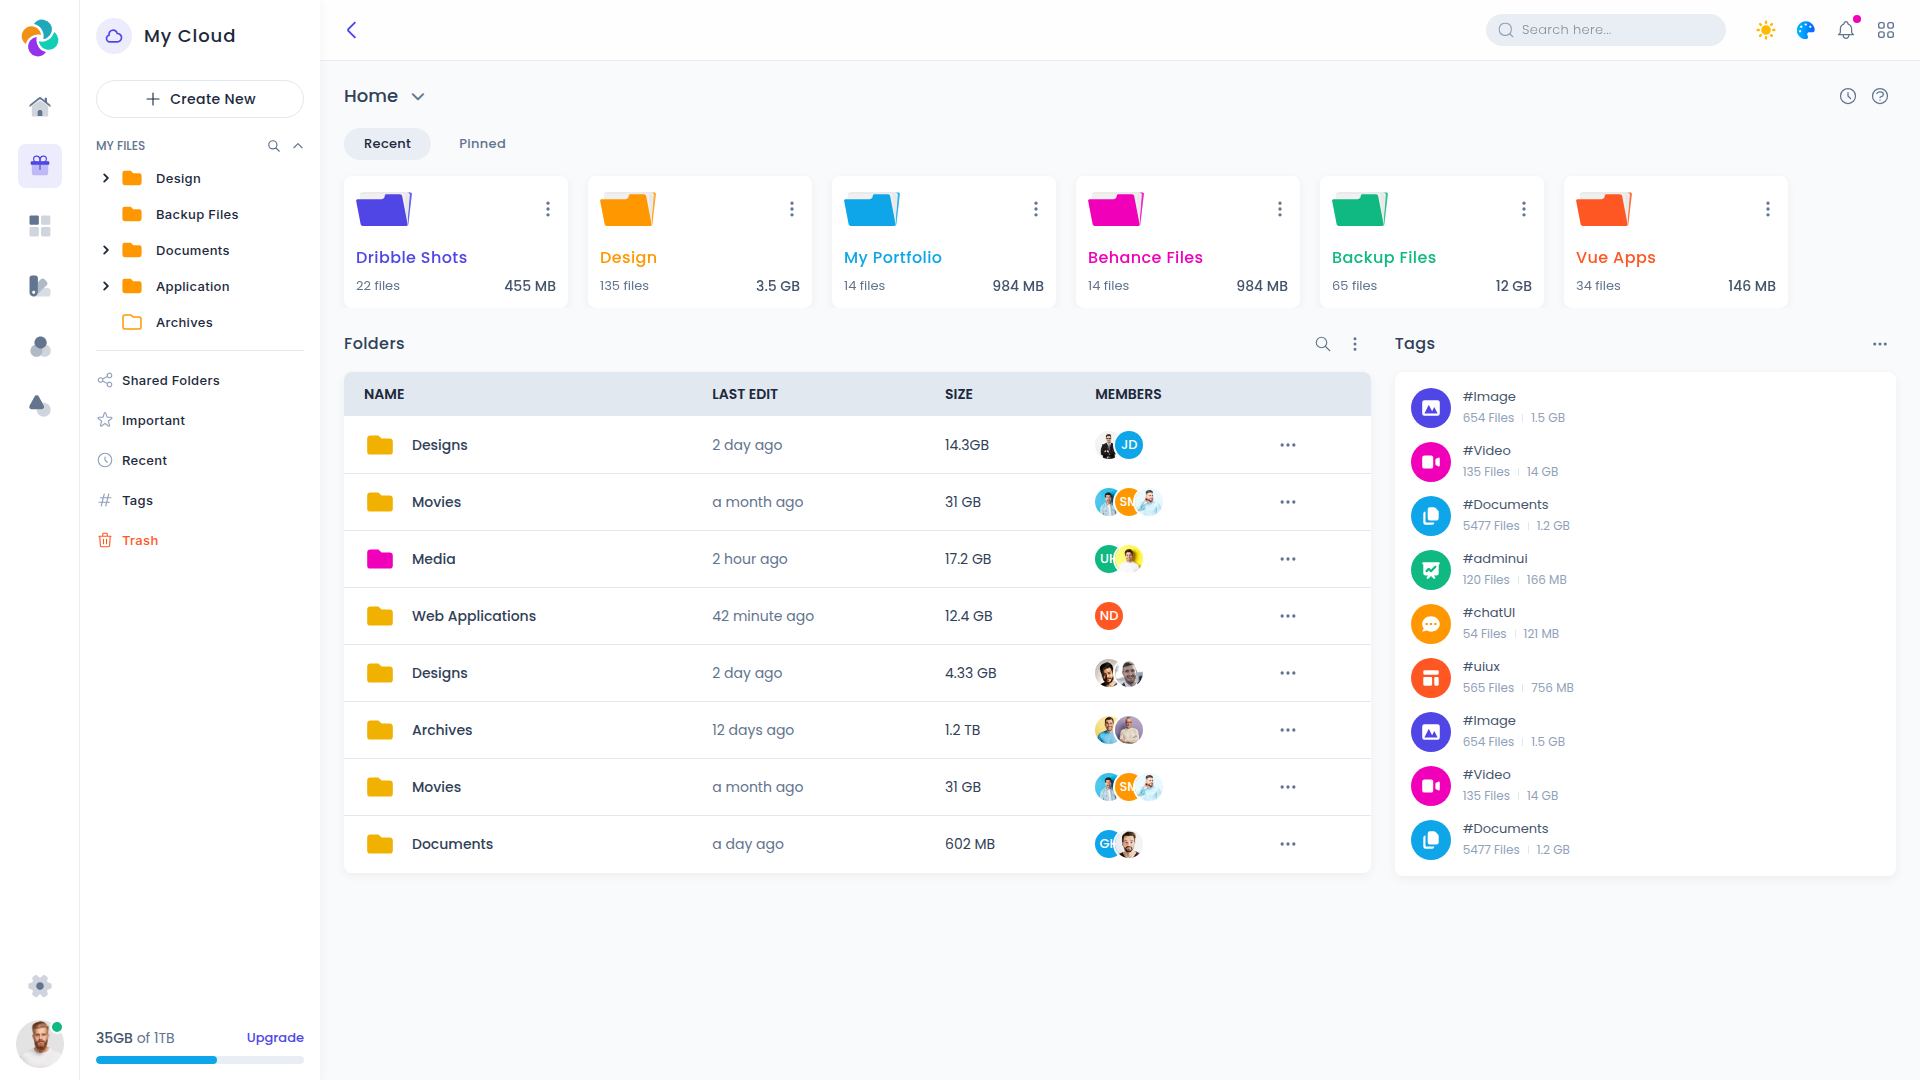 My Cloud
Create New
MY FILES
Design
Backup Files
Documents
Application
Archives
Shared Folders
Important
Recent
Tags
Trash
35GB of 1TB
Upgrade
Search here...
Home
Recent
Pinned
Dribble Shots
22 files
455 MB
Design
135 files
3.5 GB
My Portfolio
14 files
984 MB
Behance Files
14 files
984 MB
Backup Files
65 files
12 GB
Vue Apps
34 files
146 MB
Folders
NAME LAST EDIT SIZE MEMBERS
Designs 2 day ago 14.3GB JD
Movies a month ago 31 GB
Media 2 hour ago 17.2 GB
Web Applications 42 minute ago 12.4 GB ND
Designs 2 day ago 4.33 GB
Archives 12 days ago 1.2 TB
Movies a month ago 31 GB
Documents a day ago 602 MB
Tags
#Image
654 Files 1.5 GB
#Video
135 Files 14 GB
#Documents
5477 Files 1.2 GB
#adminui
120 Files 166 MB
#chatUI
54 Files 121 MB
#uiux
565 Files 756 MB
#Image
654 Files 1.5 GB
#Video
135 Files 14 GB
#Documents
5477 Files 1.2 GB